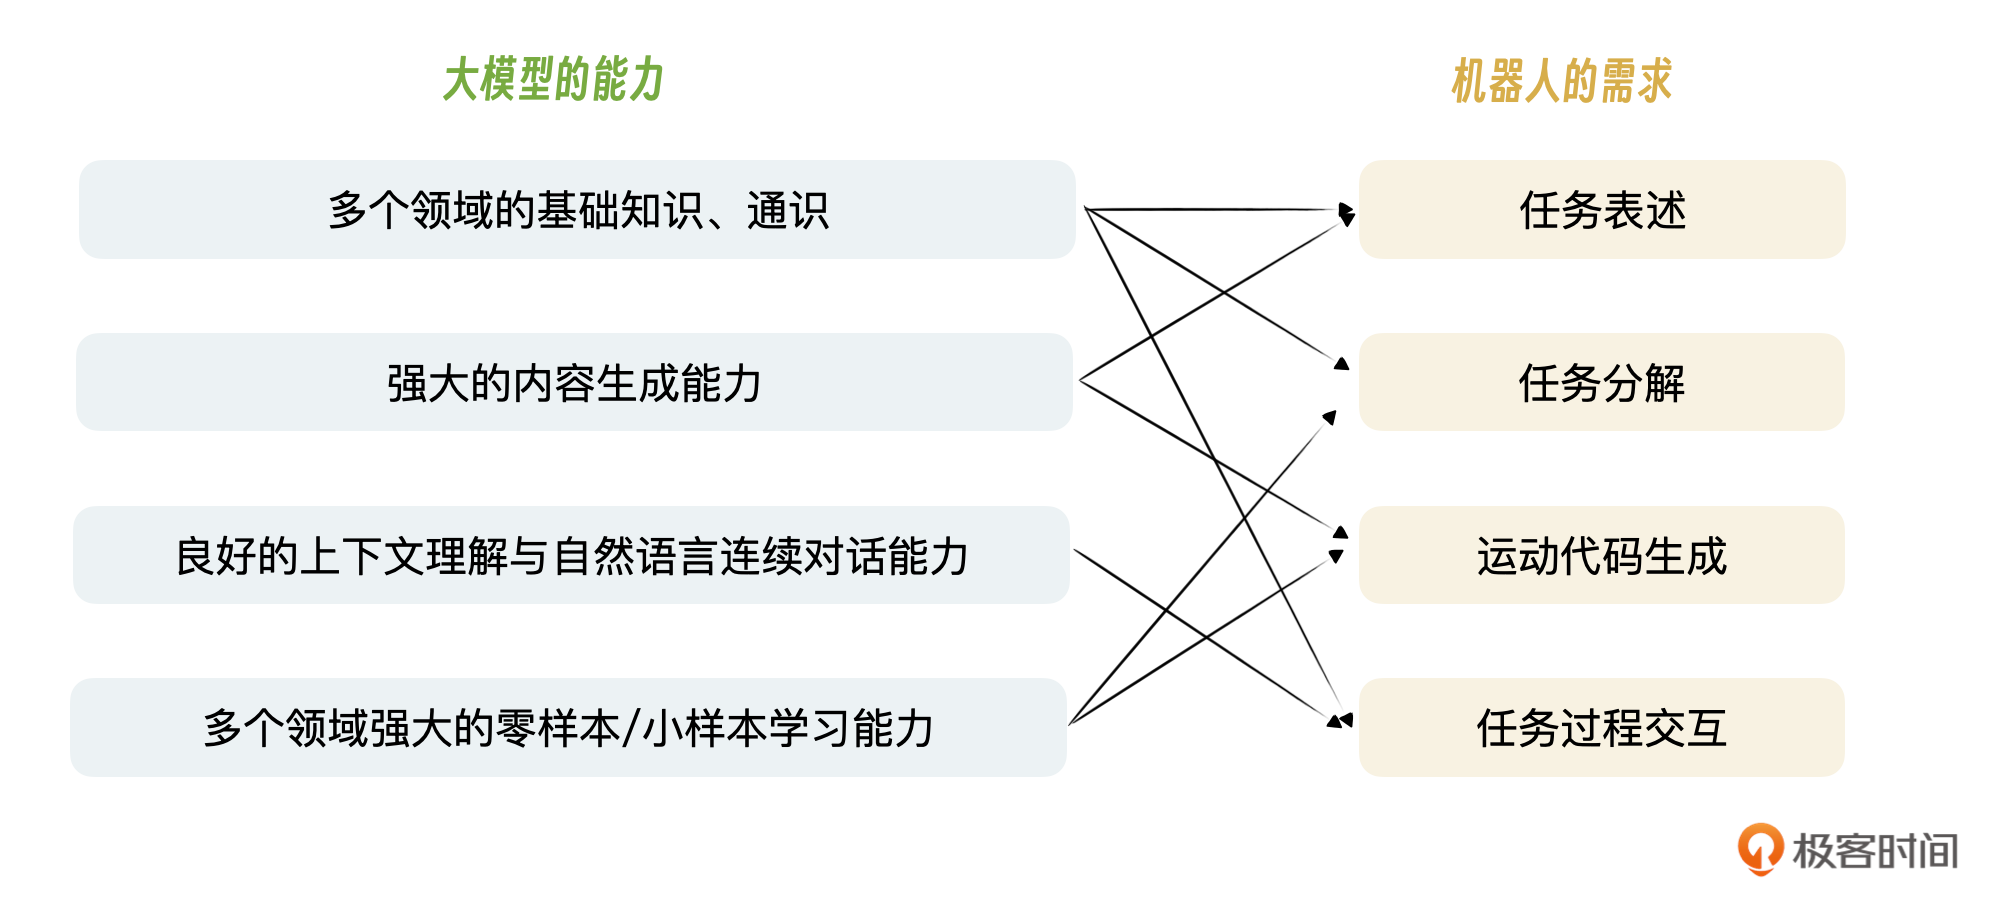 大模型的能力
机器人的需求
多个领域的基础知识、通识
任务表述
强大的内容生成能力
任务分解
良好的上下文理解与自然语言连续对话能力
运动代码生成
多个领域强大的零样本/小样本学习能力
任务过程交互
极客时间